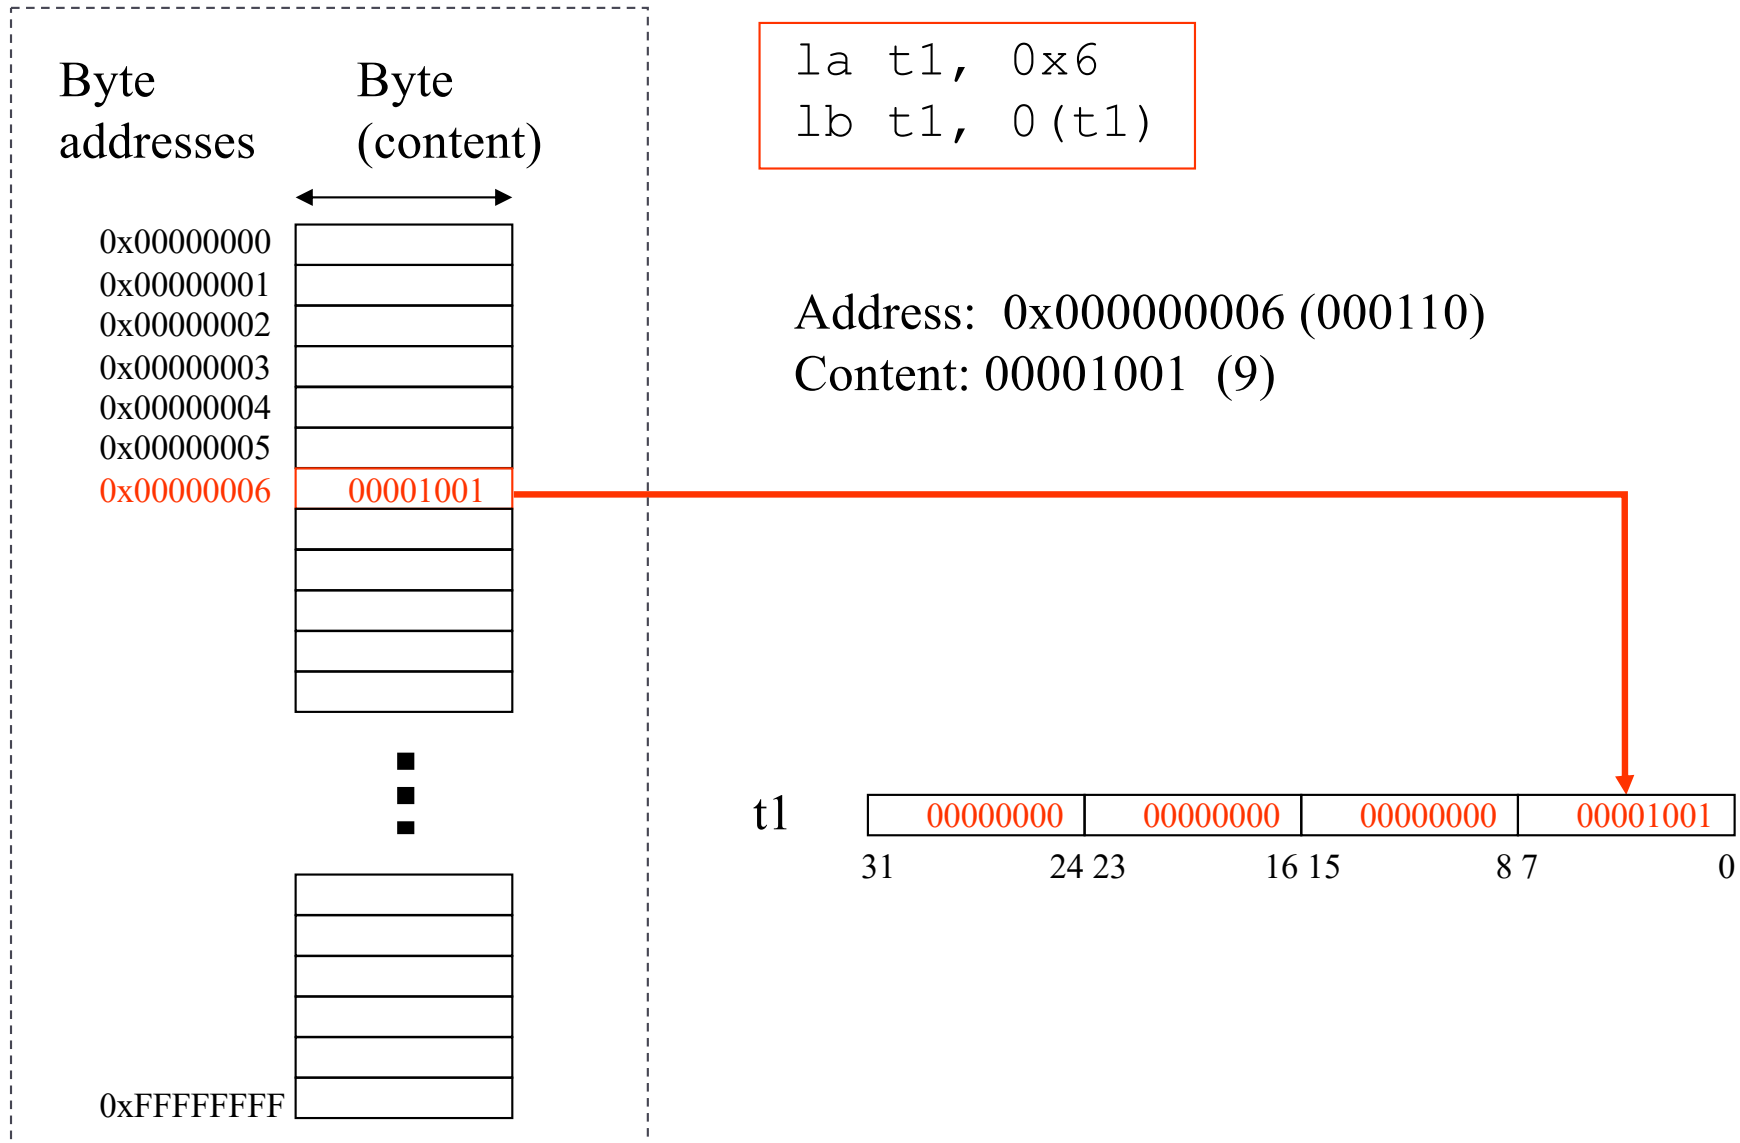 Byte addresses
Byte (content)
0x00000000
0x00000001
0x00000002
0x00000003
0x00000004
0x00000005
0x00000006 00001001
0xFFFFFFFF
la t1, 0x6
lb t1, 0(t1)
Address: 0x000000006 (000110)
Content: 00001001 (9)
t1 00000000 00000000 00000000 00001001
31 24 23 16 15 8 7 0